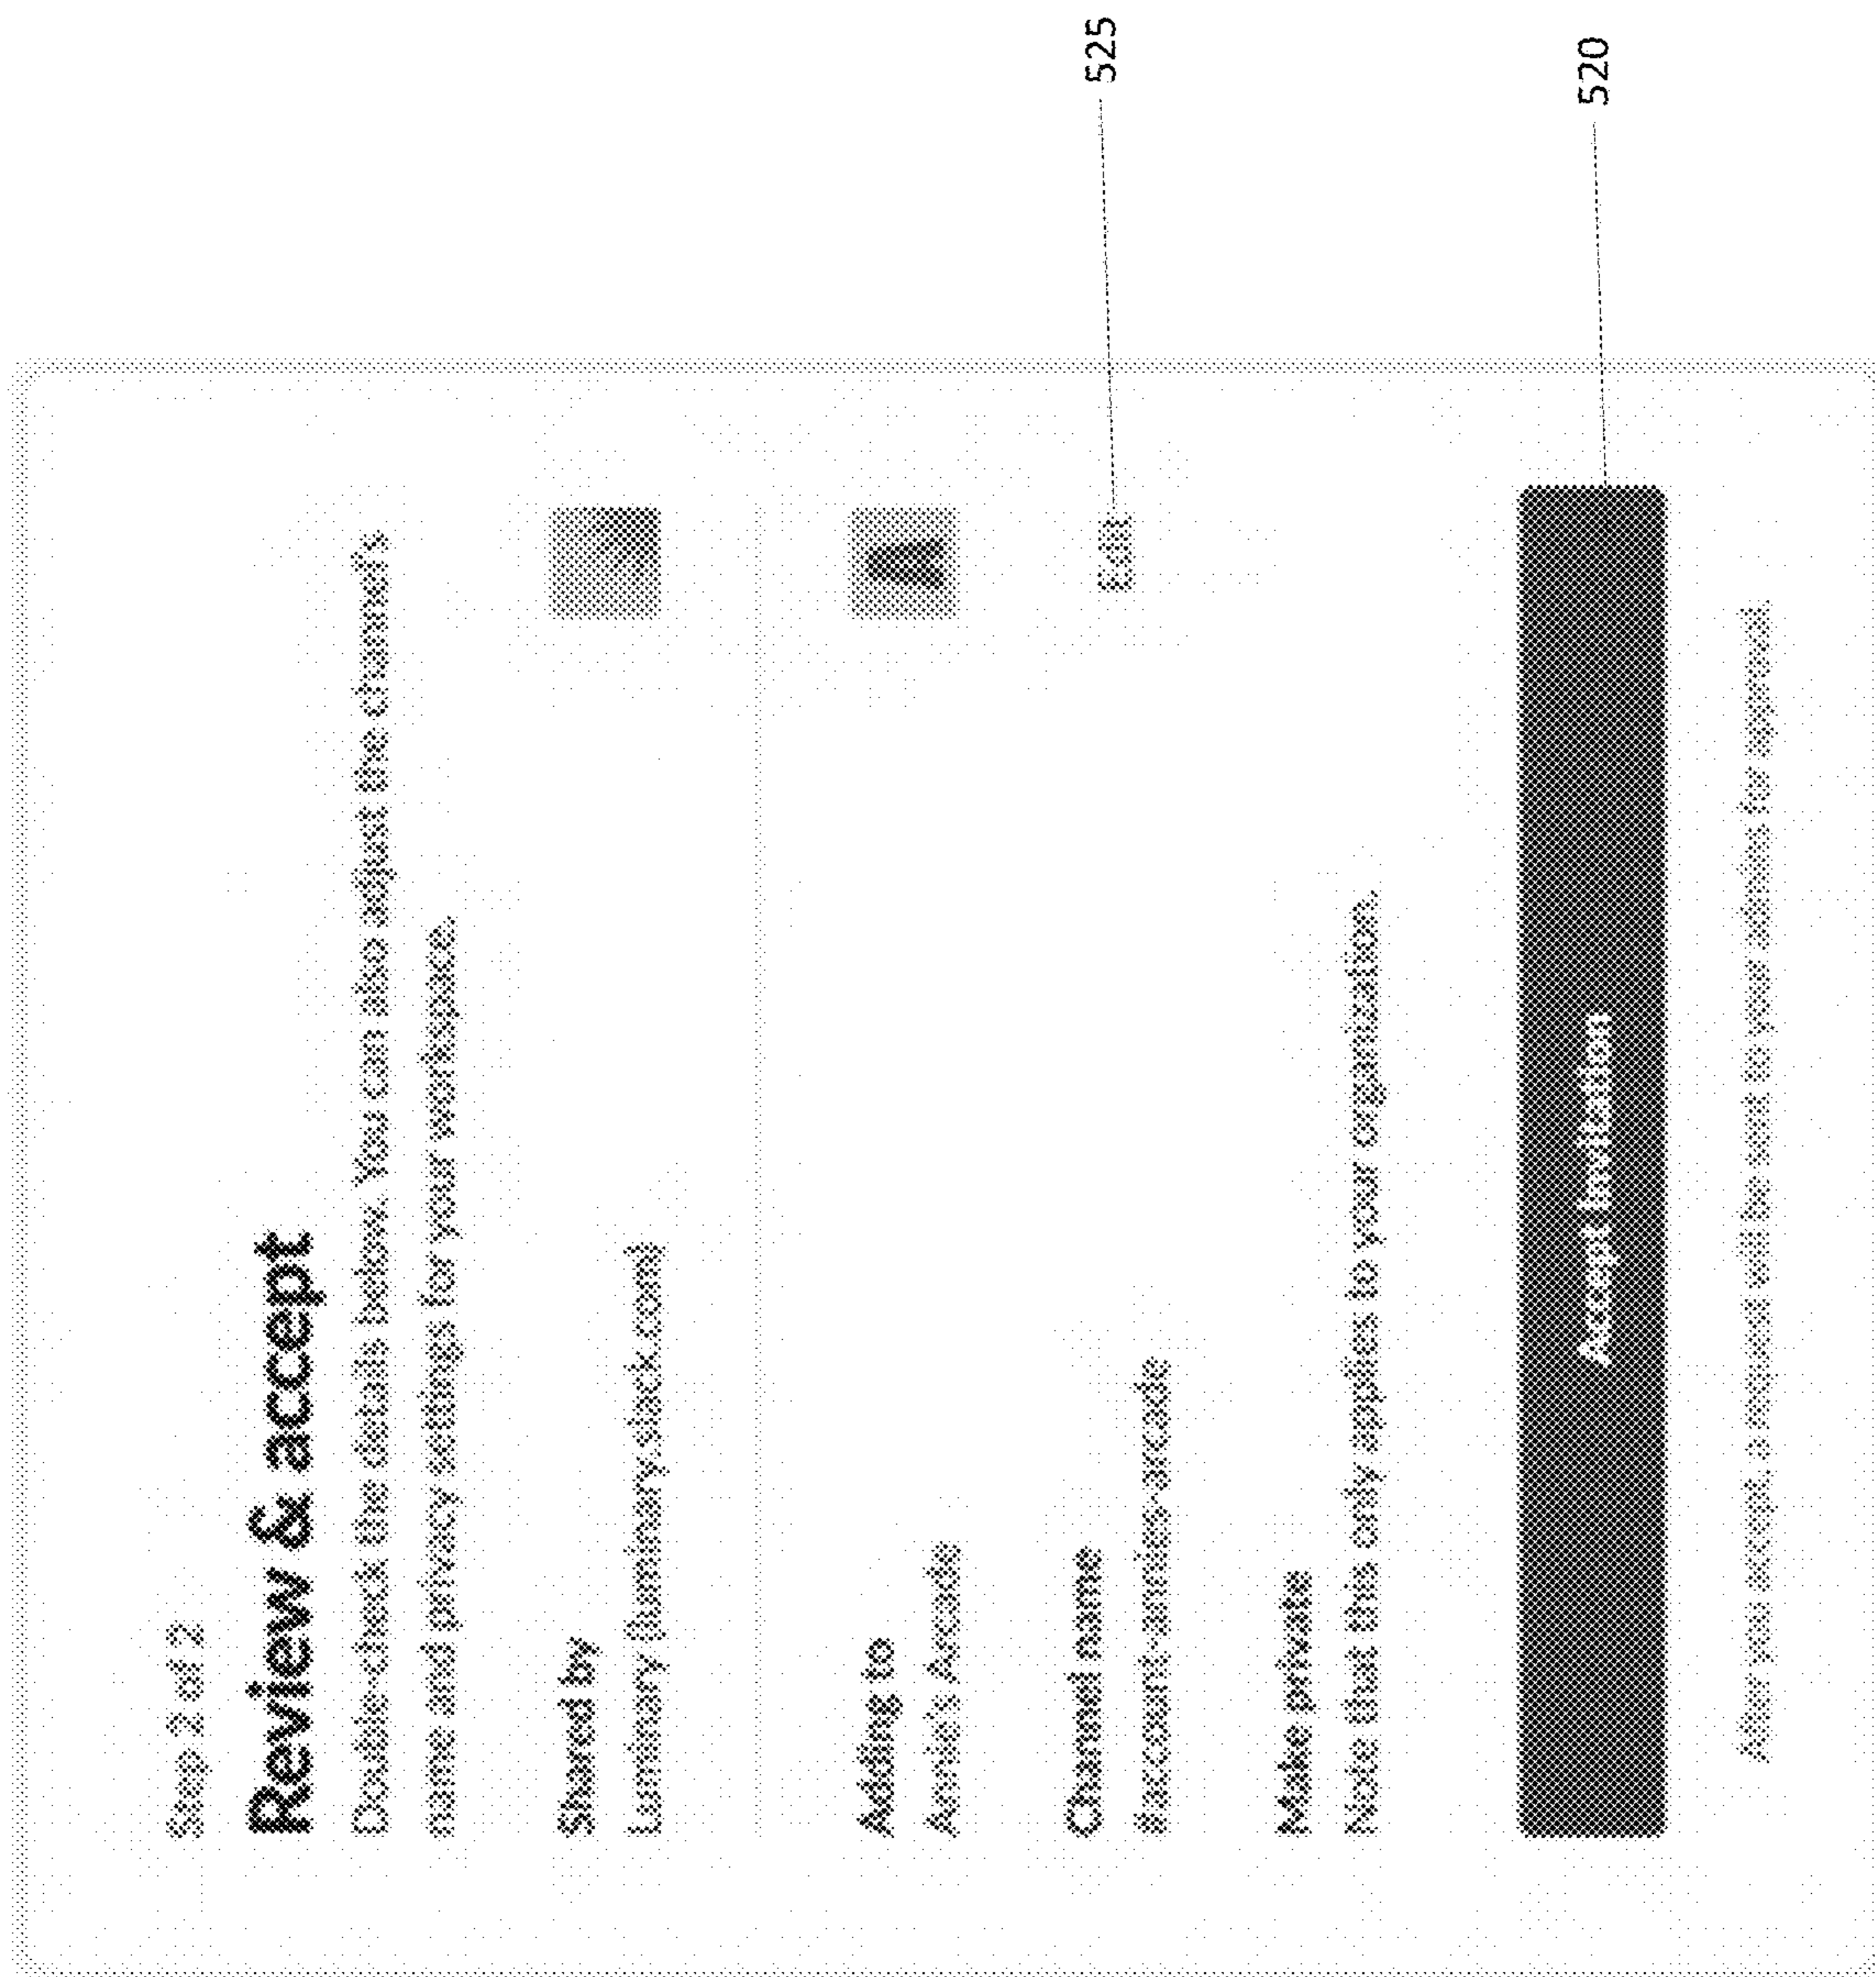 Step 2 of 2
Review & accept
Double-check the details below. You can also adjust the channel's
name and privacy settings for your workspace.
Shared by
Luminary (luminary.slack.com)
Adding to
Annie's Arcade
A
Channel name
#account-annies-arcade
Edit
525
Make private
Note that this only applies to your organization.
Accept Invitation
520
After you accept, a request will be sent to your admins for approval